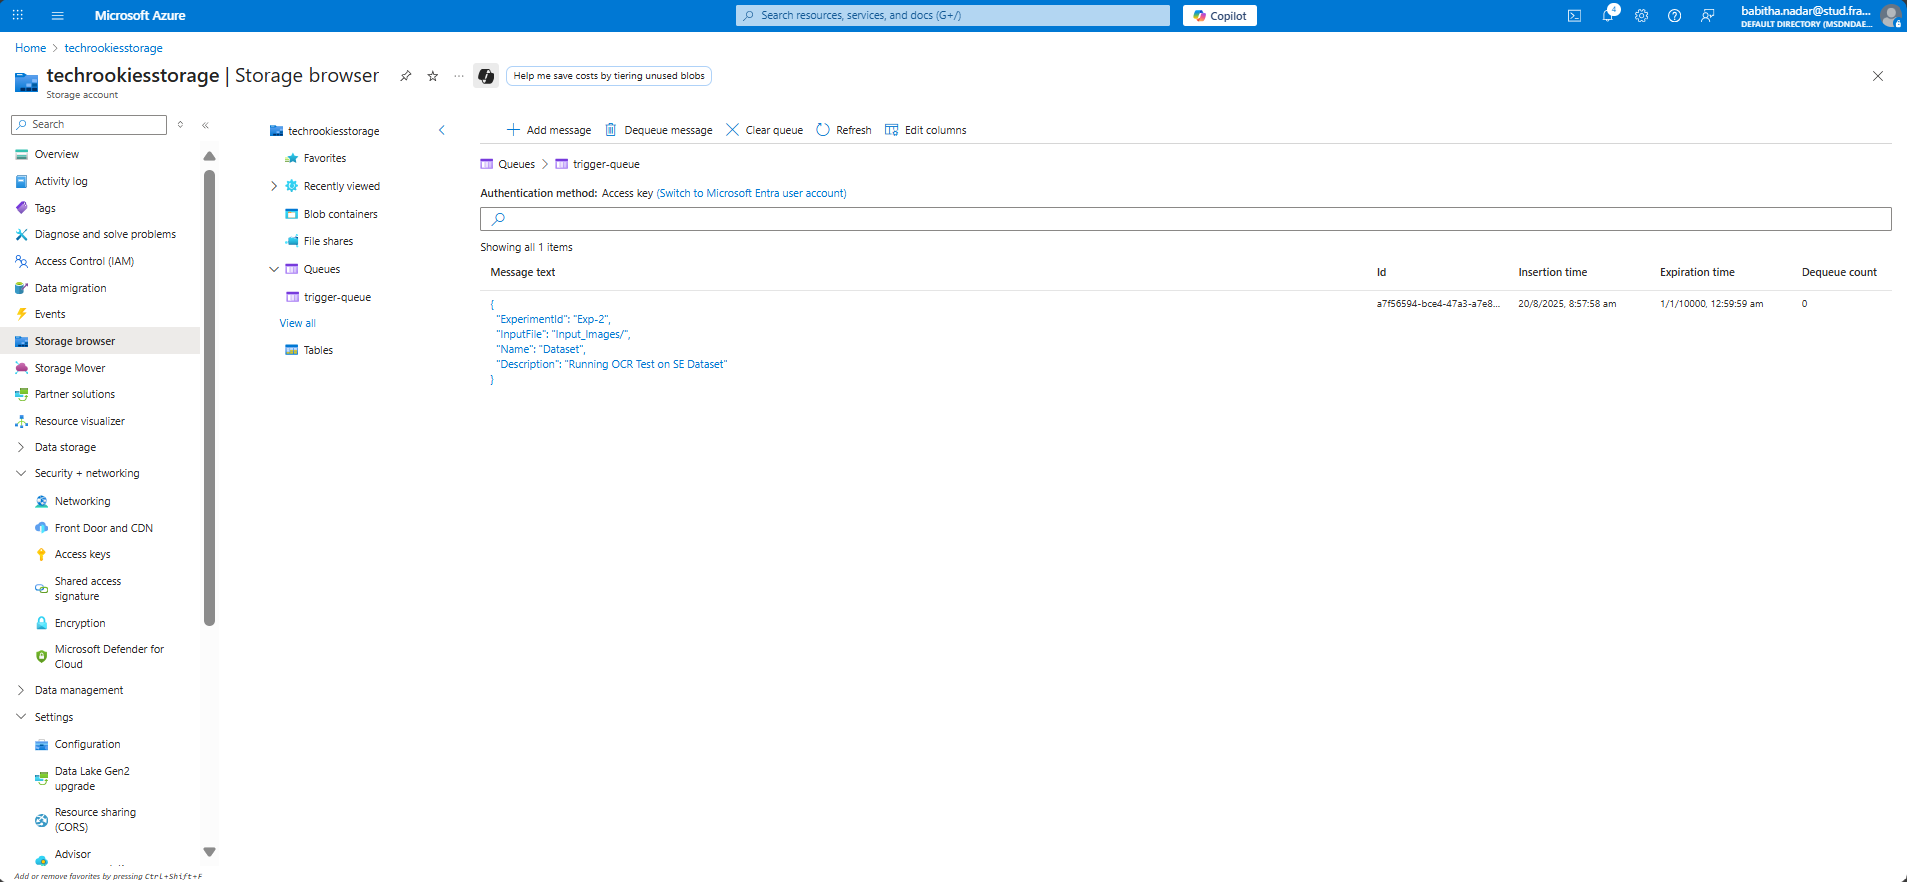 Microsoft Azure
Search resources, services, and docs (G+/)
Copilot
4
babitha.nadar@stud.fra...
DEFAULT DIRECTORY (MSDNDAE...
Home > techrookiesstorage
techrookiesstorage | Storage browser
Storage account
Help me save costs by tiering unused blobs
Search
Overview
Activity log
Tags
Diagnose and solve problems
Access Control (IAM)
Data migration
Events
Storage browser
Storage Mover
Partner solutions
Resource visualizer
Data storage
Security + networking
Networking
Front Door and CDN
Access keys
Shared access
signature
Encryption
Microsoft Defender for
Cloud
Data management
Settings
Configuration
Data Lake Gen2
upgrade
Resource sharing
(CORS)
Advisor
Add or remove favorites by pressing Ctrl+Shift+F
techrookiesstorage
Favorites
Recently viewed
Blob containers
File shares
Queues
trigger-queue
View all
Tables
Add message Dequeue message Clear queue Refresh Edit columns
Queues > trigger-queue
Authentication method: Access key (Switch to Microsoft Entra user account)
Showing all 1 items
Message text Id Insertion time Expiration time Dequeue count
{ a7f56594-bce4-47a3-a7e8... 20/8/2025, 8:57:58 am 1/1/10000, 12:59:59 am 0
"ExperimentId": "Exp-2",
"InputFile": "Input_Images/",
"Name": "Dataset",
"Description": "Running OCR Test on SE Dataset"
}